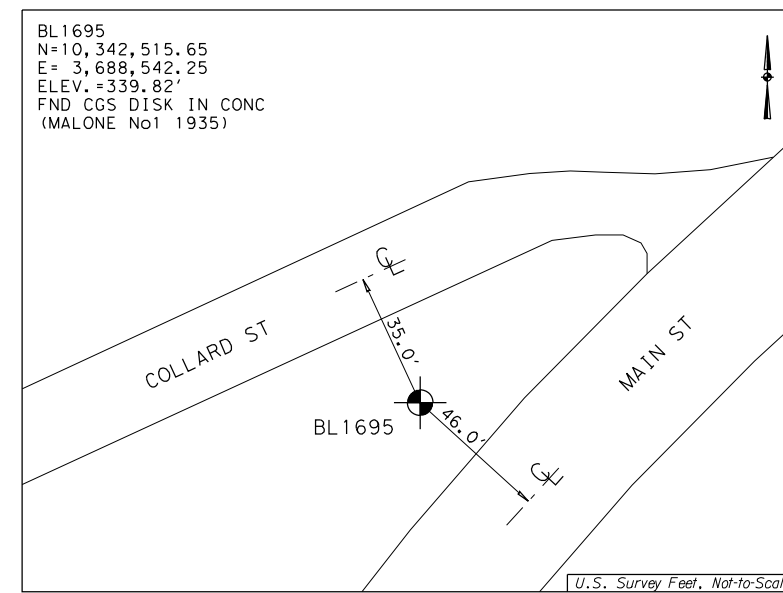 BL1695
N=10,342,515.65
E= 3,688,542.25
ELEV.=339.82'
FND CGS DISK IN CONC
(MALONE No1 1935)
℄
35.0'
COLLARD ST
MAIN ST
BL1695
46.0'
℄
U.S. Survey Feet, Not-to-Scal